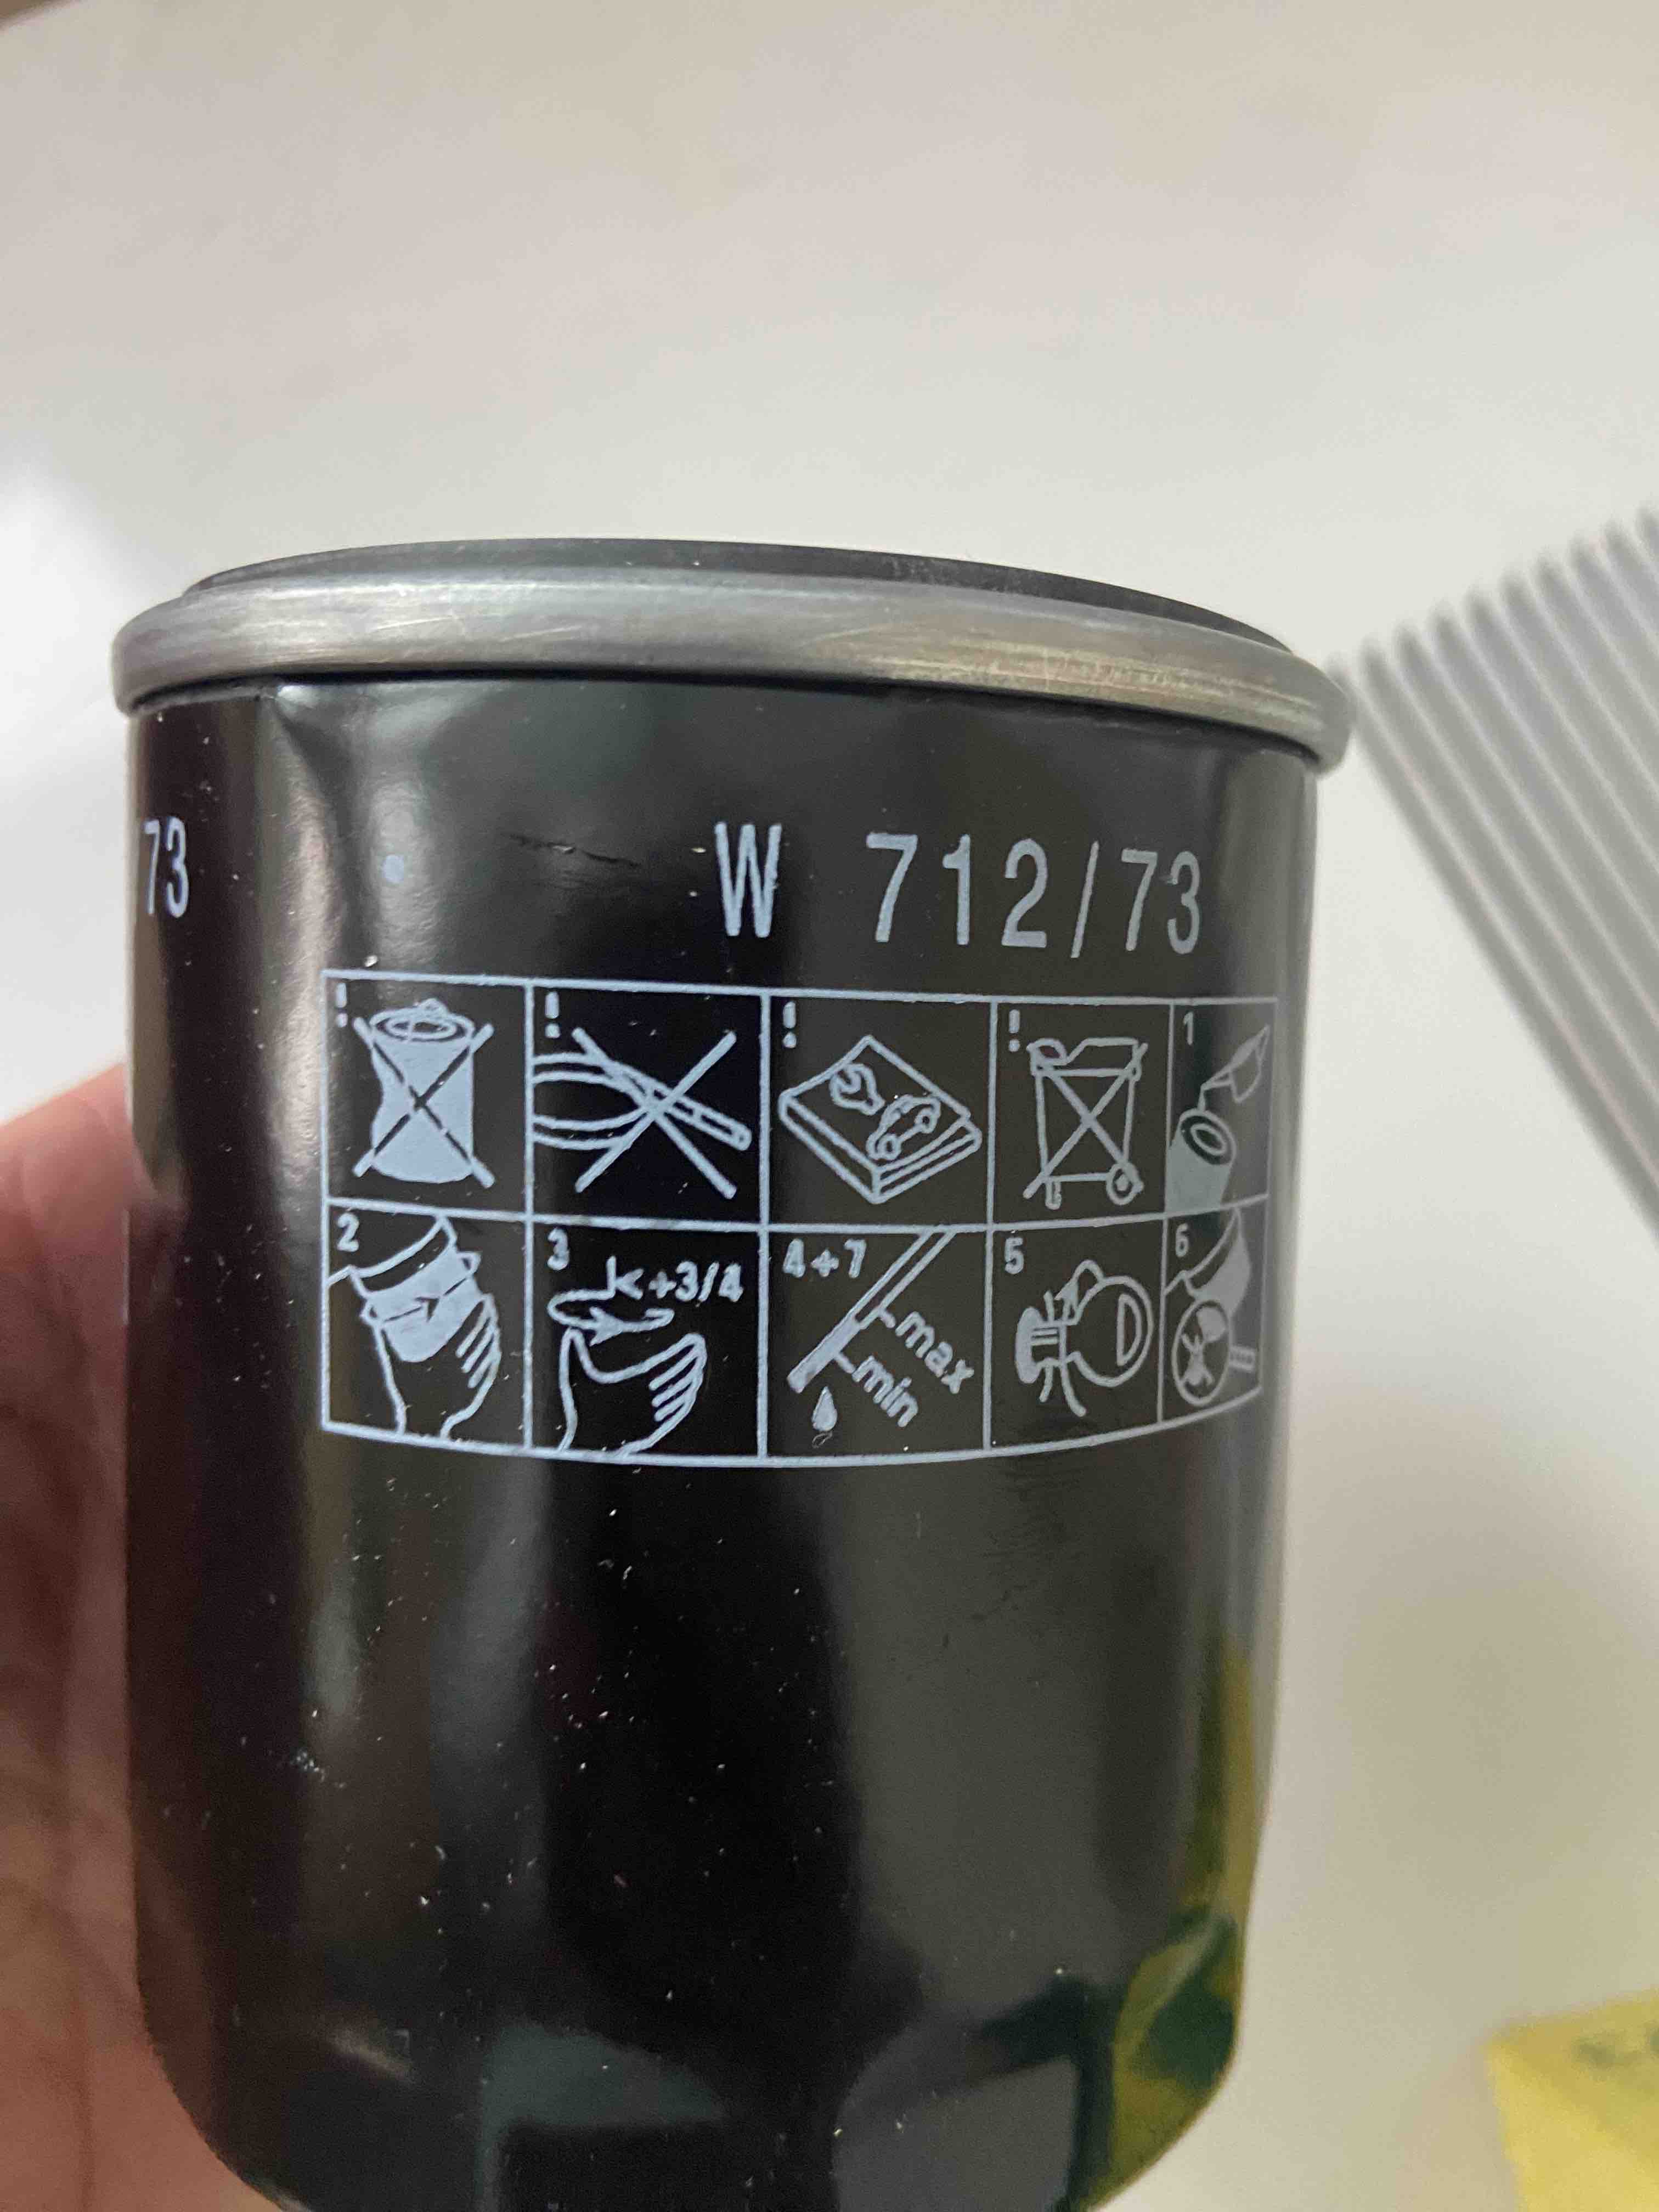 73 W 712/73
! ! ! ! 1
2 3 +3/4 4+7 max min 5 6